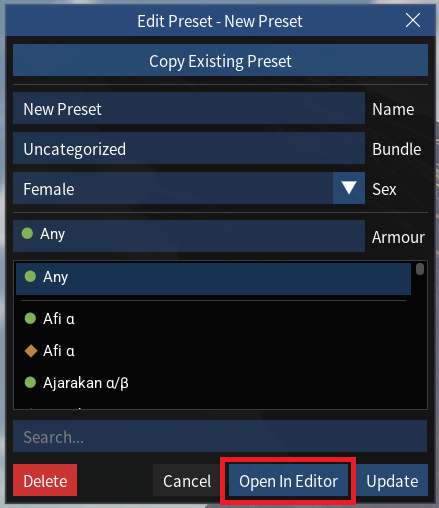 Edit Preset - New Preset
Copy Existing Preset
New Preset Name
Uncategorized Bundle
Female Sex
Any Armour
Any
Afi α
Afi α
Ajarakan α/β
Search...
Delete Cancel Open In Editor Update